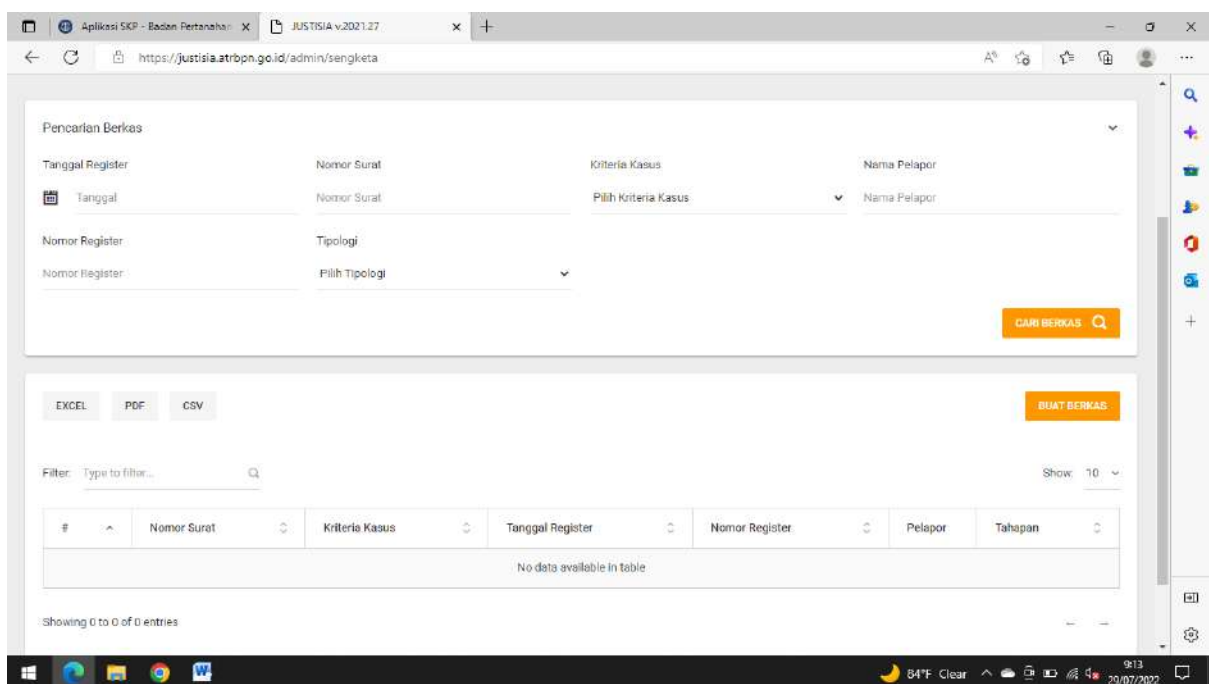 Aplikasi SKP - Badan Pertanahan
JUSTISIA v.2021.27
https://justisia.atrbpn.go.id/admin/sengketa
Pencarian Berkas
Tanggal Register Nomor Surat Kriteria Kasus Nama Pelapor
Tanggal Nomor Surat Pilih Kriteria Kasus Nama Pelapor
Nomor Register Tipologi
Nomor Register Pilih Tipologi
CARI BERKAS
EXCEL PDF CSV BUAT BERKAS
Filter: Type to filter... Show: 10
# Nomor Surat Kriteria Kasus Tanggal Register Nomor Register Pelapor Tahapan
No data available in table
Showing 0 to 0 of 0 entries
84°F Clear 9:13
29/07/2022